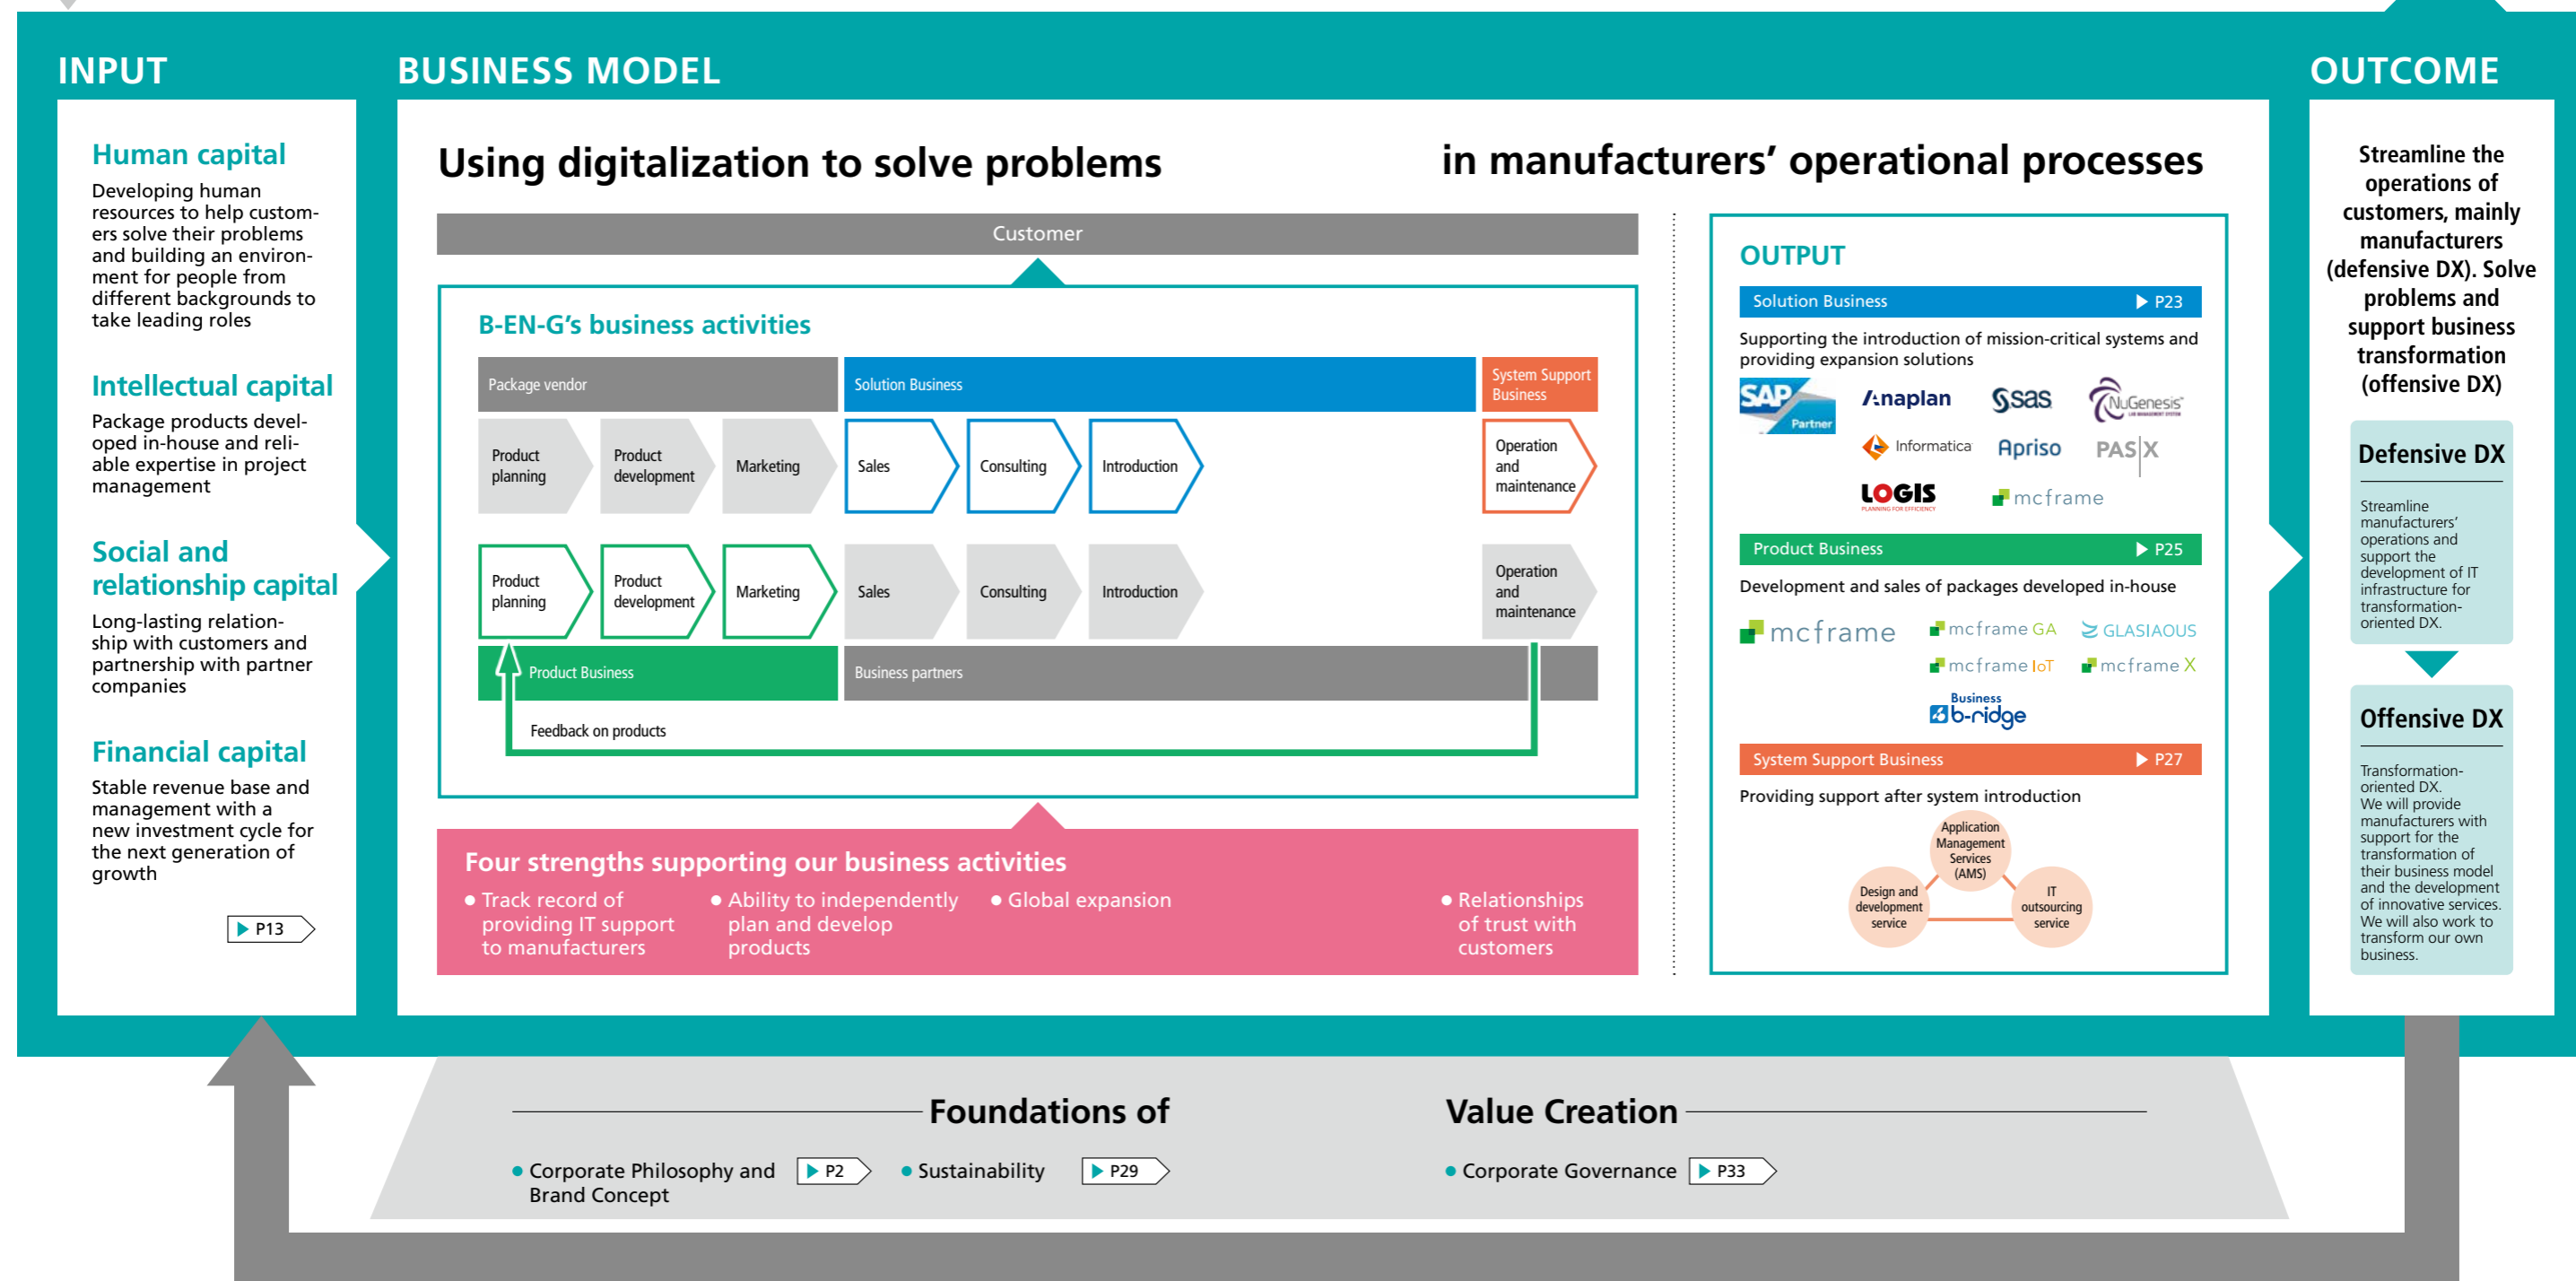 INPUT
Human capital
Developing human
resources to help custom-
ers solve their problems
and building an environ-
ment for people from
different backgrounds to
take leading roles
Intellectual capital
Package products devel-
oped in-house and reli-
able expertise in project
management
Social and
relationship capital
Long-lasting relation-
ship with customers and
partnership with partner
companies
Financial capital
Stable revenue base and
management with a
new investment cycle for
the next generation of
growth
P13
BUSINESS MODEL
Using digitalization to solve problems in manufacturers’ operational processes
Customer
B-EN-G’s business activities
Package vendor
Solution Business
System Support
Business
Product
planning
Product
development
Marketing
Sales
Consulting
Introduction
Operation
and
maintenance
Product
planning
Product
development
Marketing
Sales
Consulting
Introduction
Operation
and
maintenance
Product Business
Business partners
Feedback on products
Four strengths supporting our business activities
• Track record of
providing IT support
to manufacturers
• Ability to independently
plan and develop
products
• Global expansion
• Relationships
of trust with
customers
OUTPUT
Solution Business P23
Supporting the introduction of mission-critical systems and
providing expansion solutions
SAP
Partner
Anaplan
sas
NuGenesis
LAB MANAGEMENT SYSTEM
Informatica
Apriso
PAS|X
LOGIS
PLANNING FOR EFFICIENCY
mcframe
Product Business P25
Development and sales of packages developed in-house
mcframe
mcframe GA
GLASIAOUS
mcframe IoT
mcframe X
Business
b-ridge
System Support Business P27
Providing support after system introduction
Application
Management
Services
(AMS)
Design and
development
service
IT
outsourcing
service
OUTCOME
Streamline the
operations of
customers, mainly
manufacturers
(defensive DX). Solve
problems and
support business
transformation
(offensive DX)
Defensive DX
Streamline
manufacturers’
operations and
support the
development of IT
infrastructure for
transformation-
oriented DX.
Offensive DX
Transformation-
oriented DX.
We will provide
manufacturers with
support for the
transformation of
their business model
and the development
of innovative services.
We will also work to
transform our own
business.
Foundations of Value Creation
• Corporate Philosophy and
Brand Concept
P2
• Sustainability P29
• Corporate Governance P33